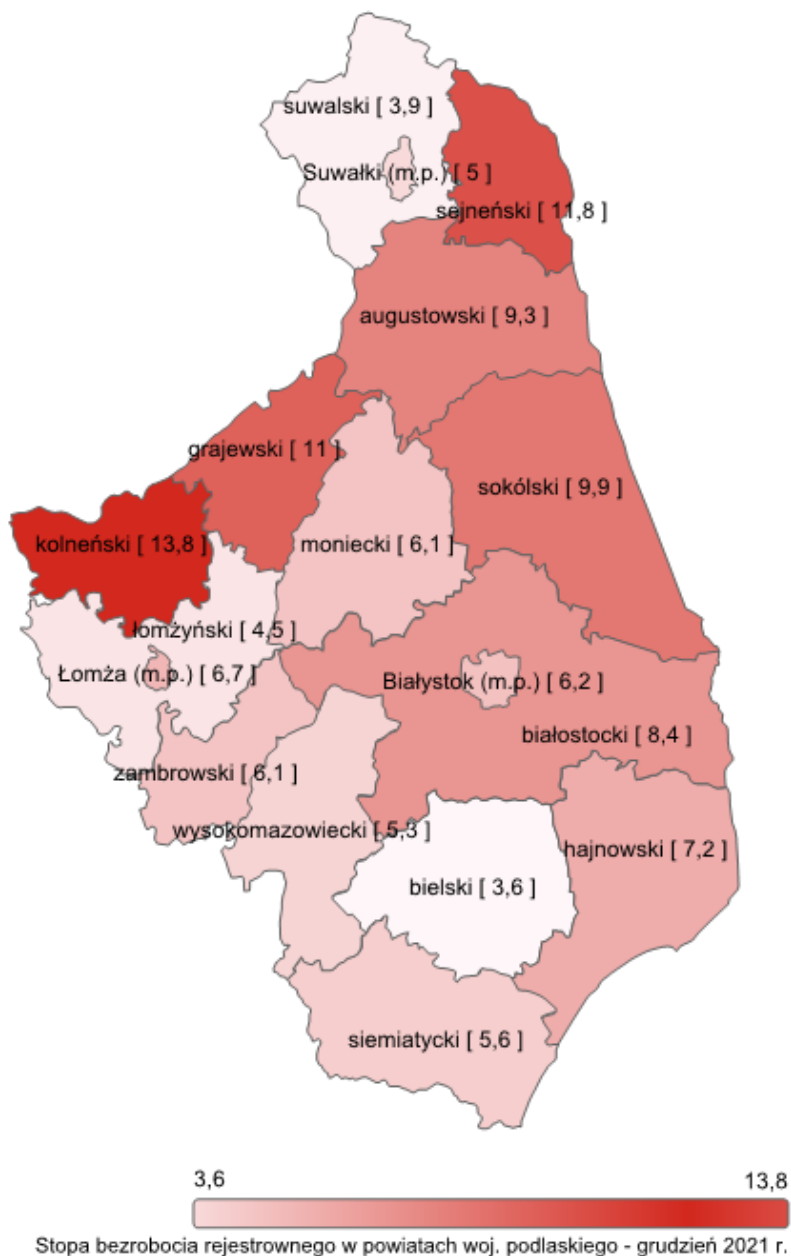 suwalski [ 3,9 ]
Suwałki (m.p.) [ 5 ]
sejneński [ 11,8 ]
augustowski [ 9,3 ]
grajewski [ 11 ]
sokólski [ 9,9 ]
kolneński [ 13,8 ]
moniecki [ 6,1 ]
łomżyński [ 4,5 ]
Łomża (m.p.) [ 6,7 ]
Białystok (m.p.) [ 6,2 ]
białostocki [ 8,4 ]
zambrowski [ 6,1 ]
wysokomazowiecki [ 5,3 ]
hajnowski [ 7,2 ]
bielski [ 3,6 ]
siemiatycki [ 5,6 ]
3,6
13,8
Stopa bezrobocia rejestrownego w powiatach woj. podlaskiego - grudzień 2021 r.